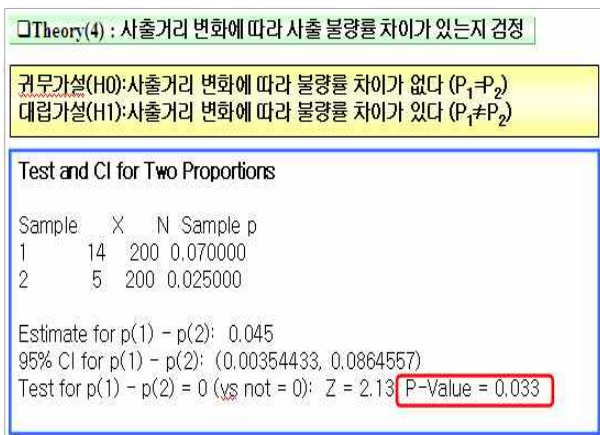 ❑Theory(4) : 사출거리 변화에 따라 사출 불량률 차이가 있는지 검정
귀무가설(H0):사출거리 변화에 따라 불량률 차이가 없다 (P₁=P₂)
대립가설(H1):사출거리 변화에 따라 불량률 차이가 있다 (P₁≠P₂)
Test and CI for Two Proportions
Sample X N Sample p
1 14 200 0.070000
2 5 200 0.025000
Estimate for p(1) - p(2): 0.045
95% CI for p(1) - p(2): (0.00354433, 0.0864557)
Test for p(1) - p(2) = 0 (vs not = 0): Z = 2.13 P-Value = 0.033